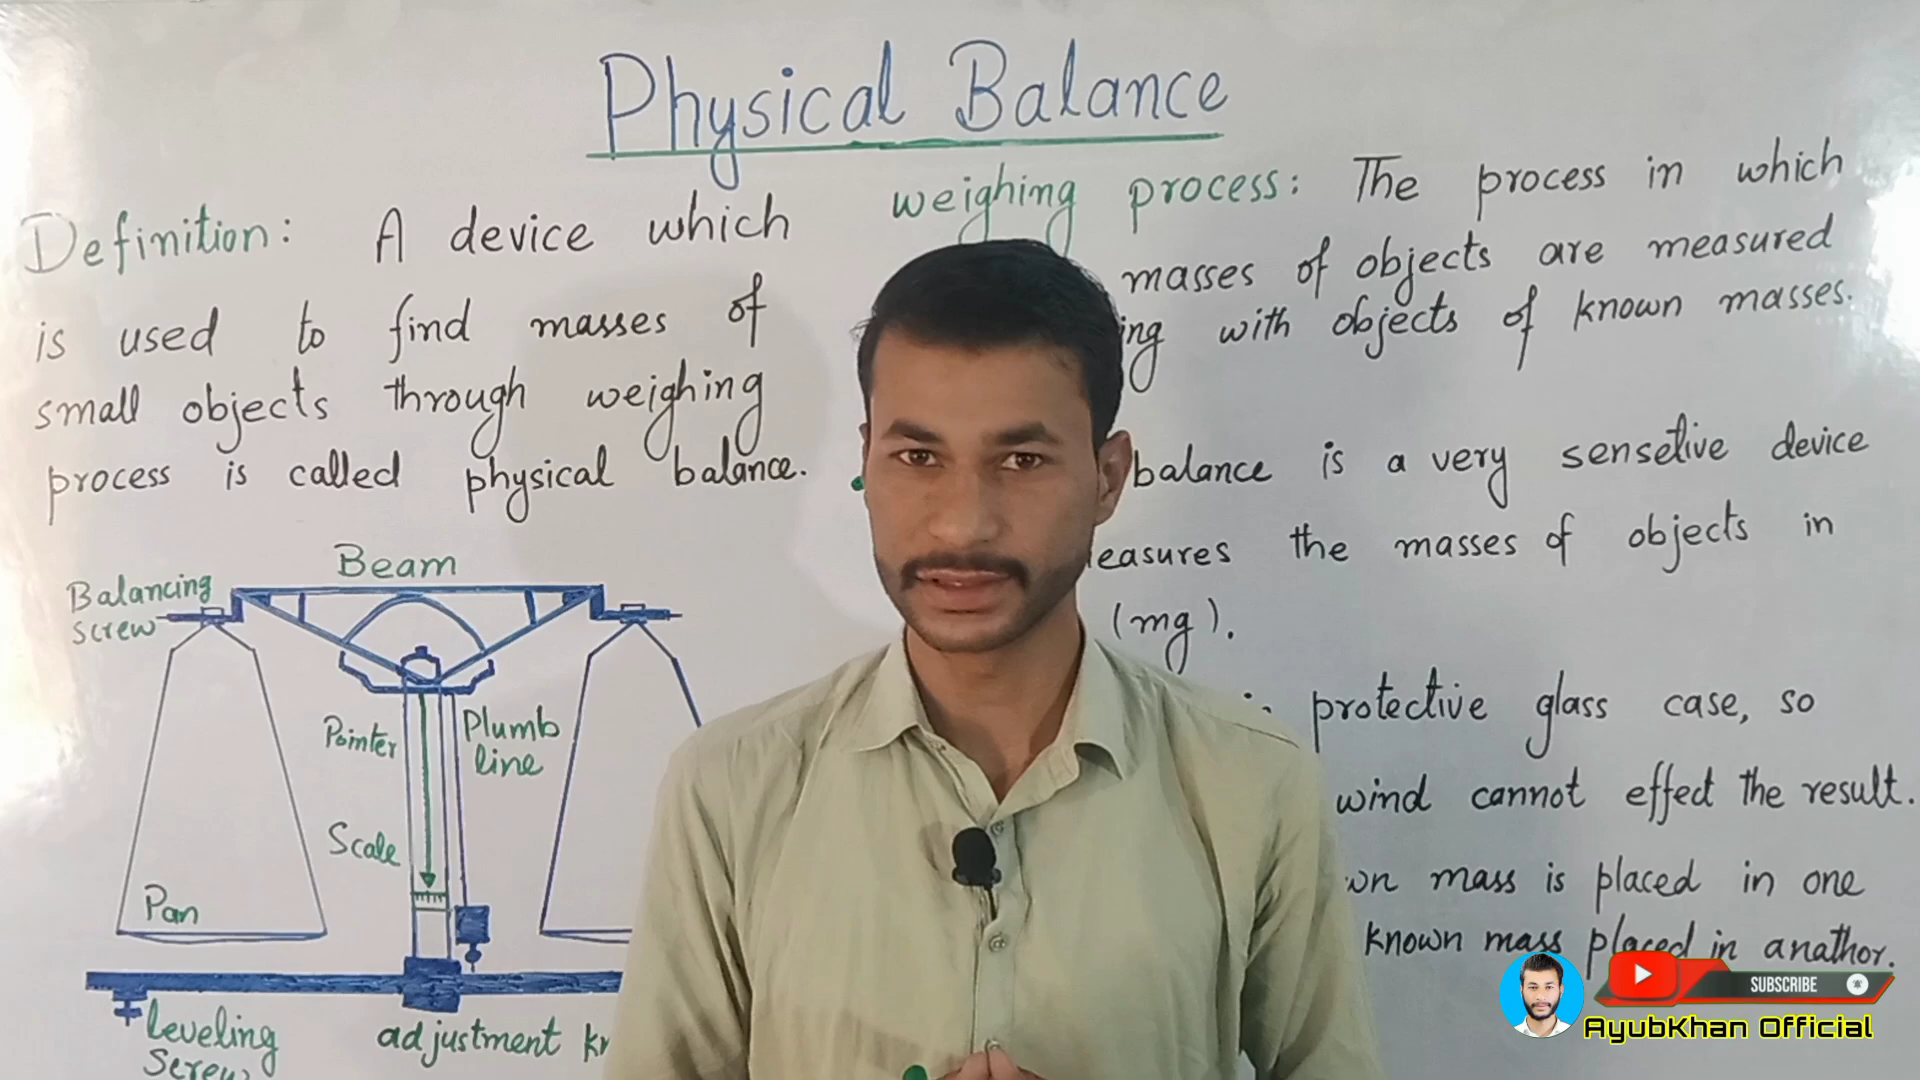 Physical Balance
Definition: A device which
is used to find masses of
small objects through weighing
process is called physical balance.
weighing process: The process in which
masses of objects are measured
ing with objects of known masses.
balance is a very sensetive device
easures the masses of objects in
(mg).
protective glass case, so
wind cannot effect the result.
wn mass is placed in one
known mass placed in anathor.
Beam
Balancing
screw
Pointer
Plumb
line
Scale
Pan
leveling
screw
adjustment kn
SUBSCRIBE
AyubKhan Official